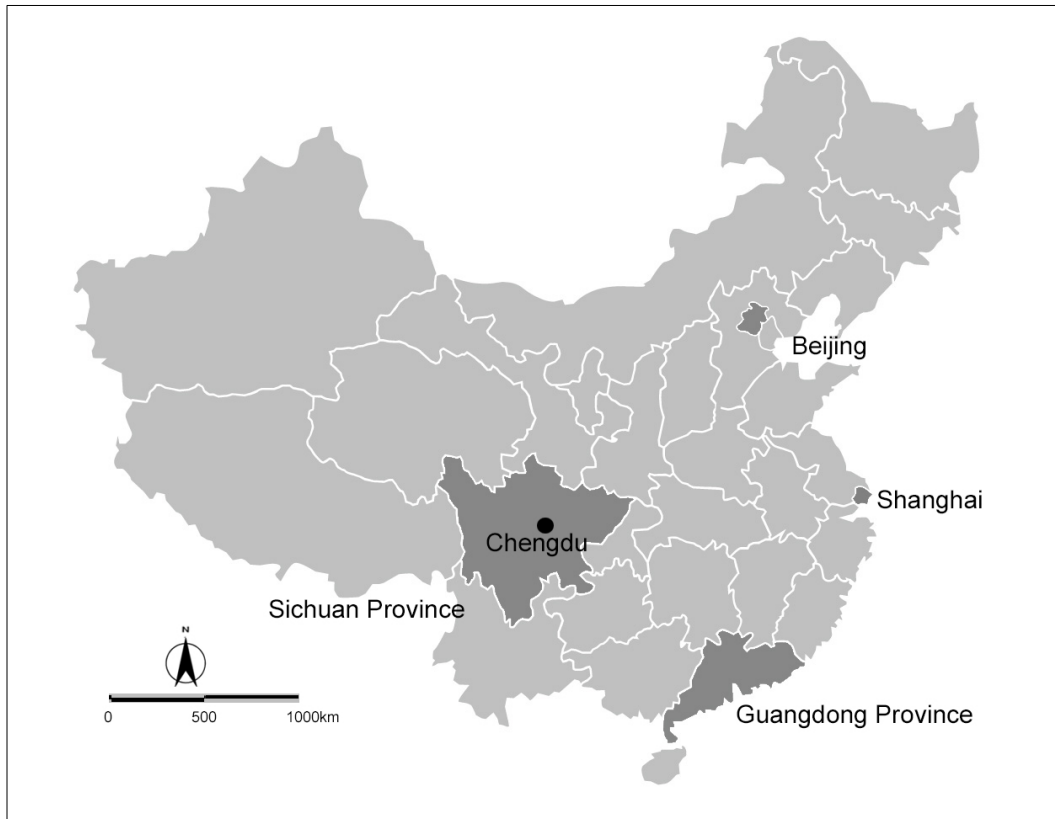 Beijing
Shanghai
Chengdu
Sichuan Province
N
0 500 1000km
Guangdong Province